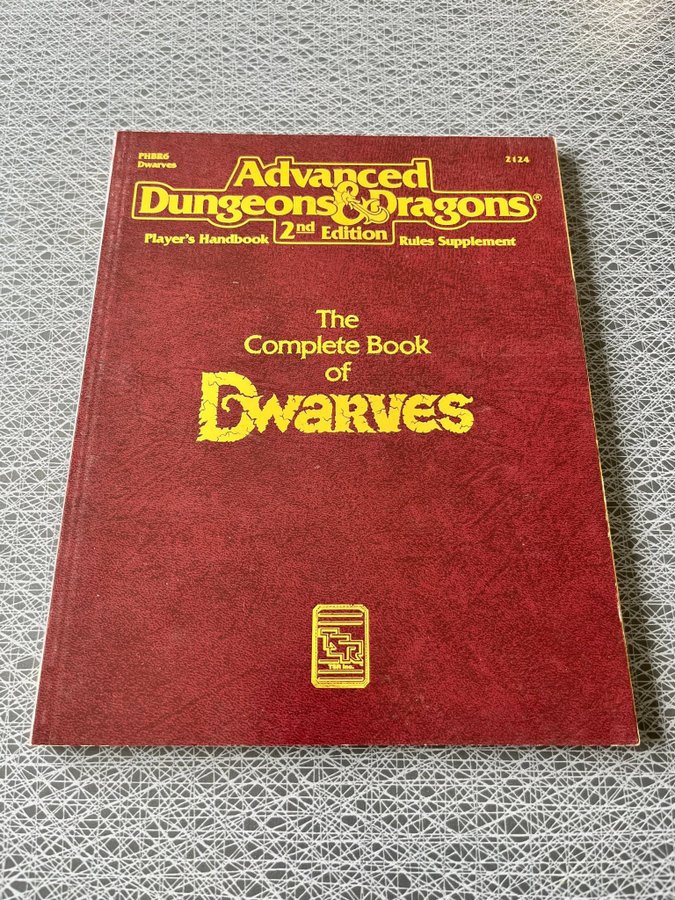 PHBR6
Dwarves
2124
Advanced
Dungeons & Dragons®
Player's Handbook 2nd Edition Rules Supplement
The
Complete Book
of
Dwarves
TSR
TSR Inc.